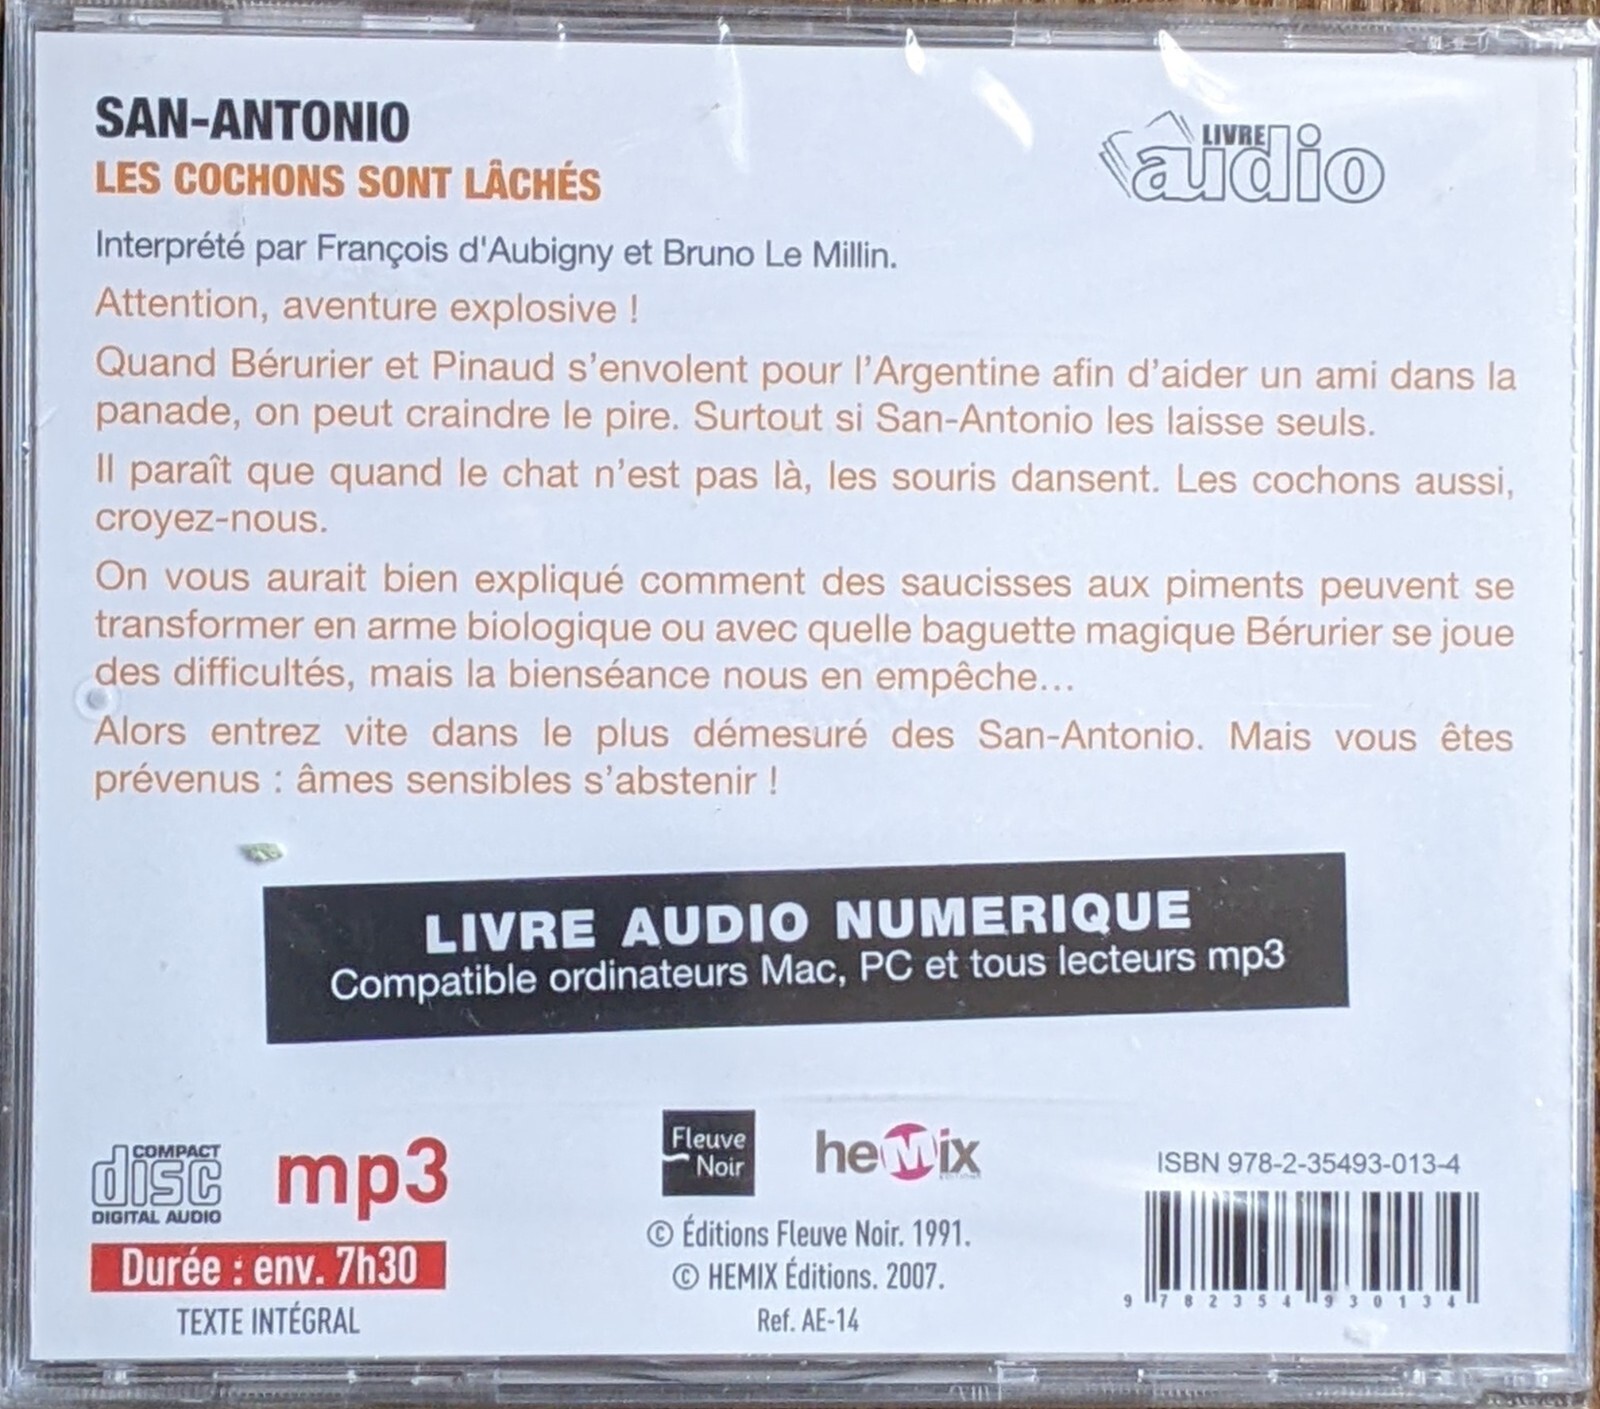 SAN-ANTONIO
LIVRE
audio
LES COCHONS SONT LÂCHÉS
Interprété par François d'Aubigny et Bruno Le Millin.
Attention, aventure explosive !
Quand Bérurier et Pinaud s’envolent pour l’Argentine afin d’aider un ami dans la
panade, on peut craindre le pire. Surtout si San-Antonio les laisse seuls.
Il paraît que quand le chat n’est pas là, les souris dansent. Les cochons aussi,
croyez-nous.
On vous aurait bien expliqué comment des saucisses aux piments peuvent se
transformer en arme biologique ou avec quelle baguette magique Bérurier se joue
des difficultés, mais la bienséance nous en empêche...
Alors entrez vite dans le plus démesuré des San-Antonio. Mais vous êtes
prévenus : âmes sensibles s’abstenir !
LIVRE AUDIO NUMERIQUE
Compatible ordinateurs Mac, PC et tous lecteurs mp3
COMPACT
disc
DIGITAL AUDIO
mp3
Durée : env. 7h30
TEXTE INTÉGRAL
Fleuve
Noir
heMix
© Éditions Fleuve Noir. 1991.
© HEMIX Éditions. 2007.
Ref. AE-14
ISBN 978-2-35493-013-4
9 782354 930134